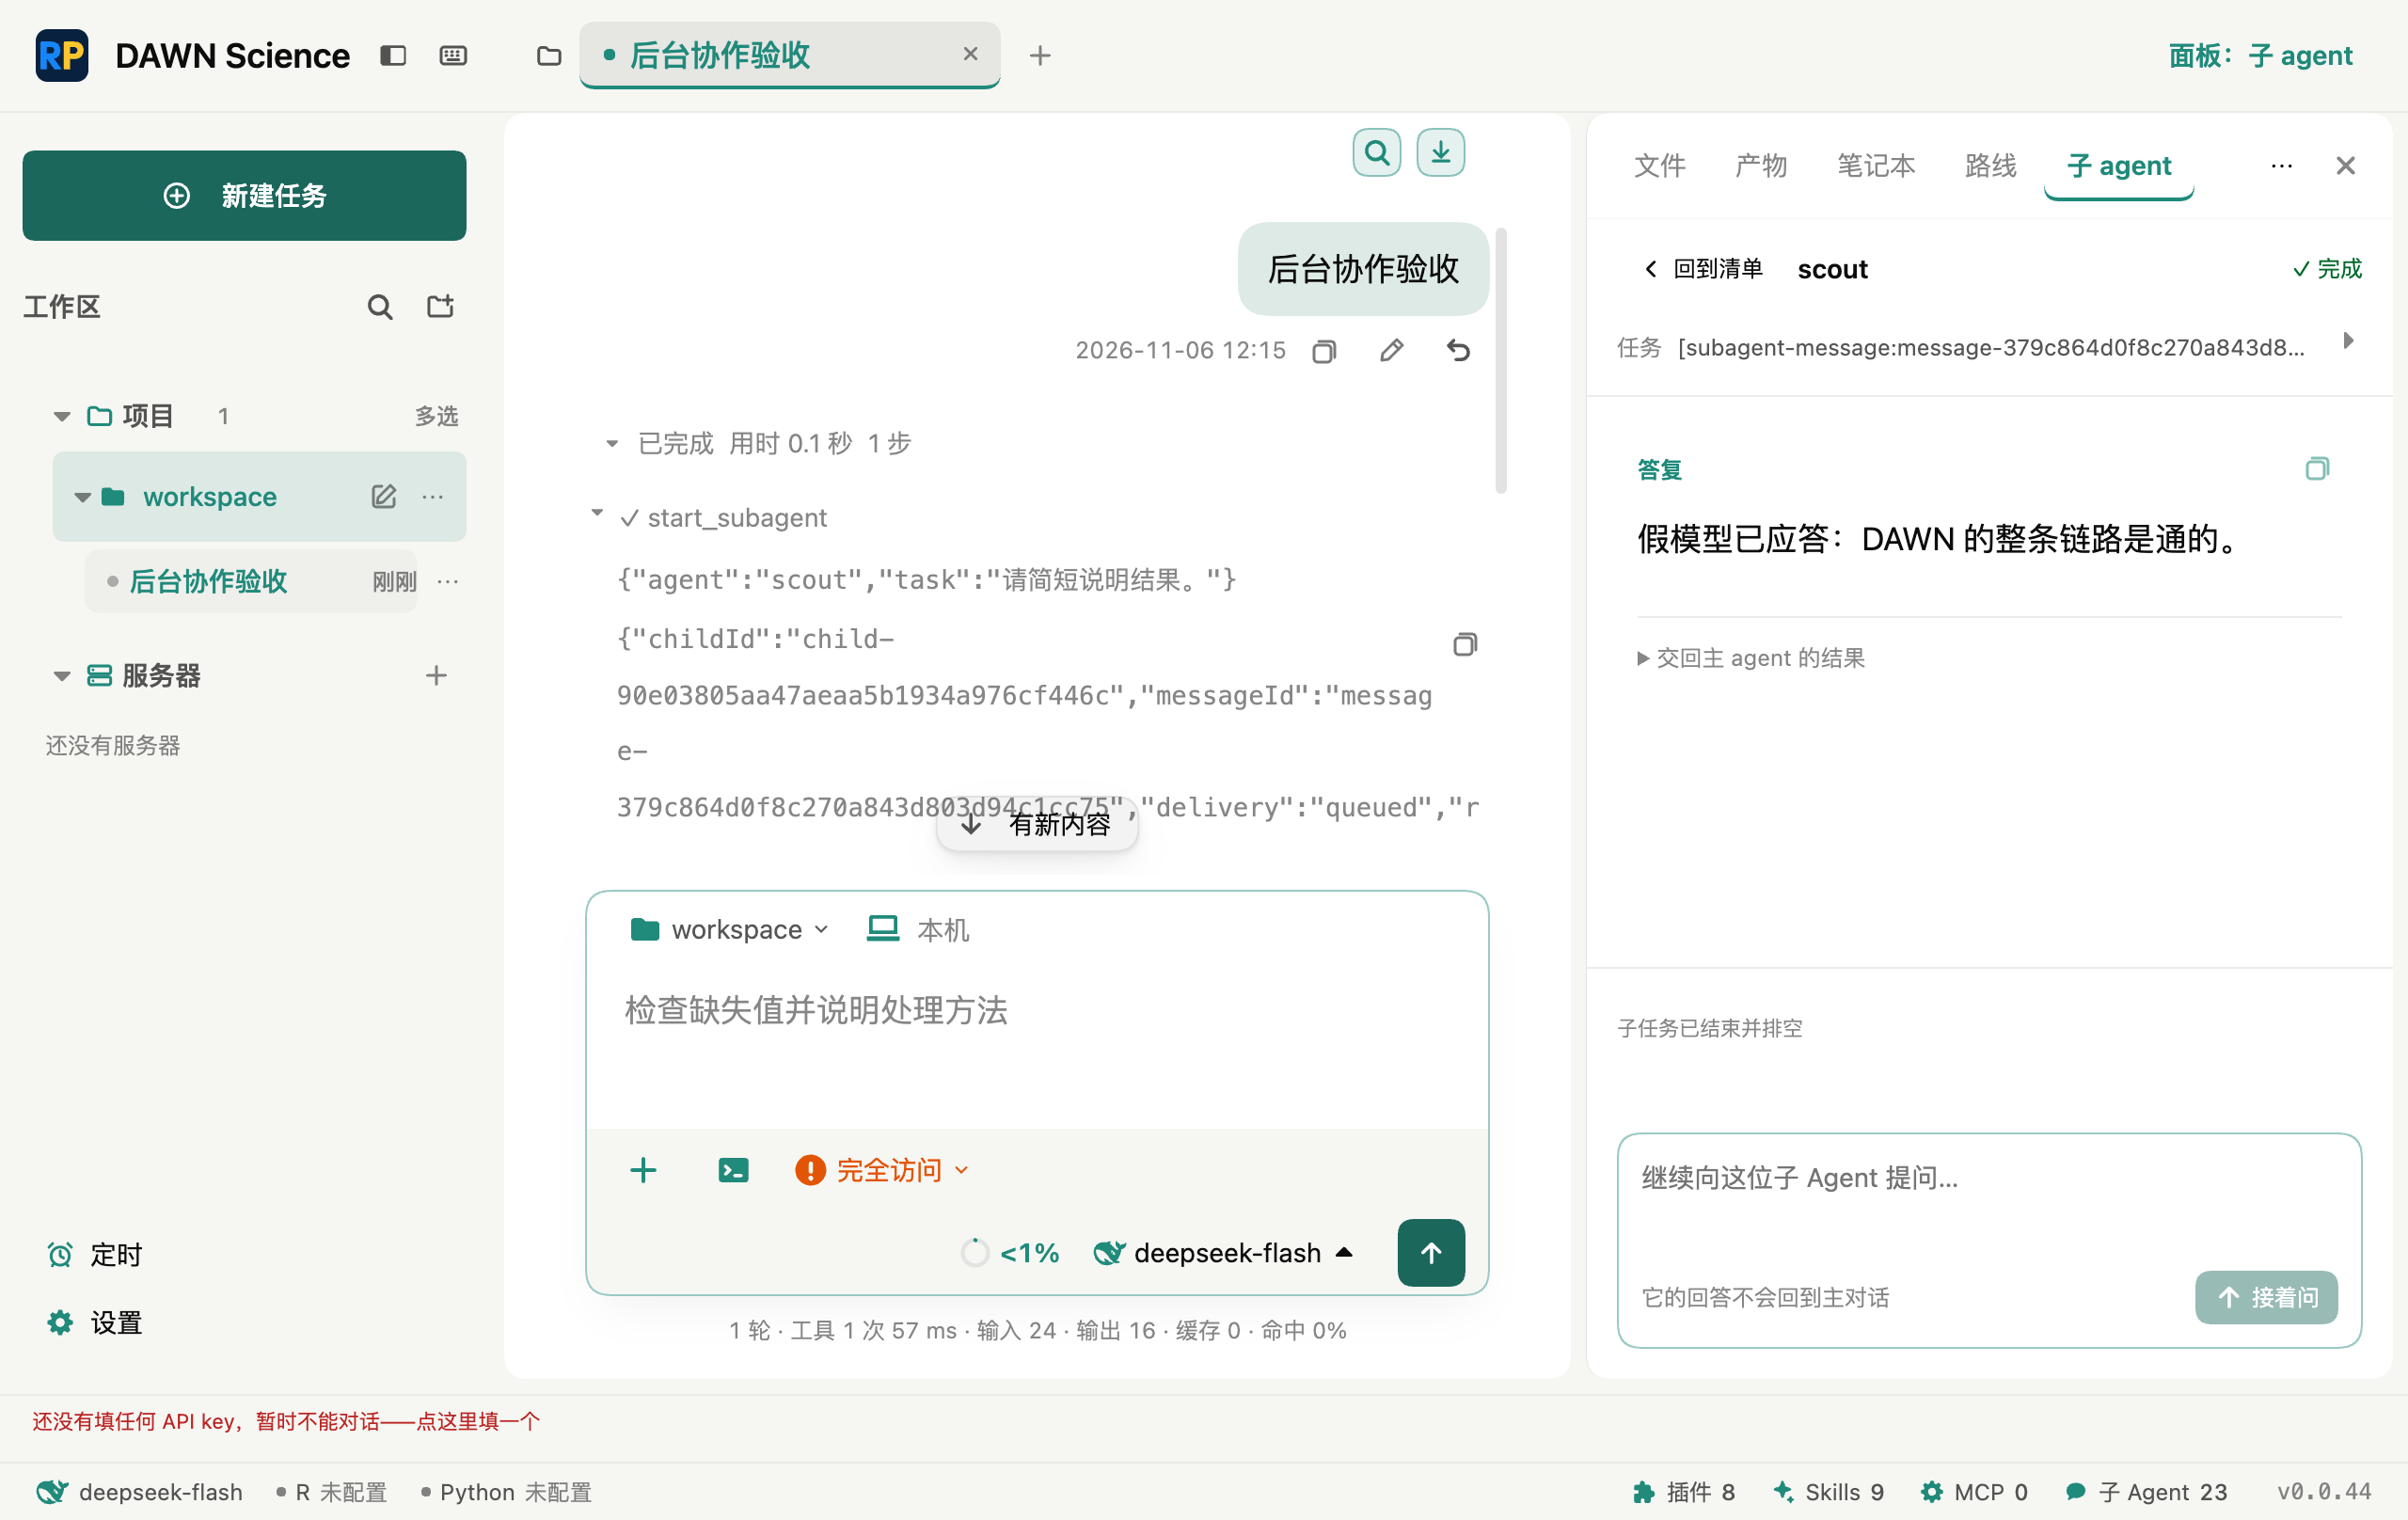 RP DAWN Science
后台协作验收
面板：子 agent
新建任务
工作区
项目 1 多选
workspace
后台协作验收 刚刚
服务器
还没有服务器
定时
设置
后台协作验收
2026-11-06 12:15
已完成 用时 0.1 秒 1 步
start_subagent
{"agent":"scout","task":"请简短说明结果。"}
{"childId":"child-
90e03805aa47aeaa5b1934a976cf446c","messageId":"messag
e-
379c864d0f8c270a843d803d94c1cc75","delivery":"queued","r
有新内容
workspace 本机
检查缺失值并说明处理方法
完全访问
<1% deepseek-flash
1 轮 · 工具 1 次 57 ms · 输入 24 · 输出 16 · 缓存 0 · 命中 0%
文件 产物 笔记本 路线 子 agent
回到清单 scout 完成
任务 [subagent-message:message-379c864d0f8c270a843d8...
答复
假模型已应答：DAWN 的整条链路是通的。
交回主 agent 的结果
子任务已结束并排空
继续向这位子 Agent 提问...
它的回答不会回到主对话 接着问
还没有填任何 API key，暂时不能对话——点这里填一个
deepseek-flash R 未配置 Python 未配置
插件 8 Skills 9 MCP 0 子 Agent 23 v0.0.44